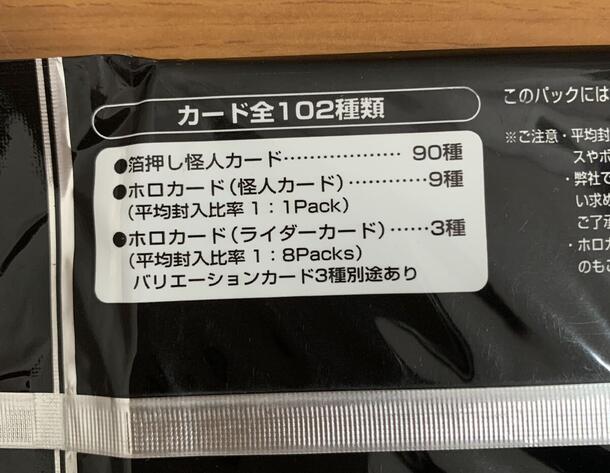 カード全102種類
●箔押し怪人カード……………… 90種
●ホロカード(怪人カード)……9種
(平均封入比率 1：1Pack)
●ホロカード(ライダーカード)……3種
(平均封入比率 1：8Packs)
バリエーションカード3種別途あり
このパックには
※ご注意・平均封
スやボ
・弊社で
い求め
ご了承
・ホロカ
のもご